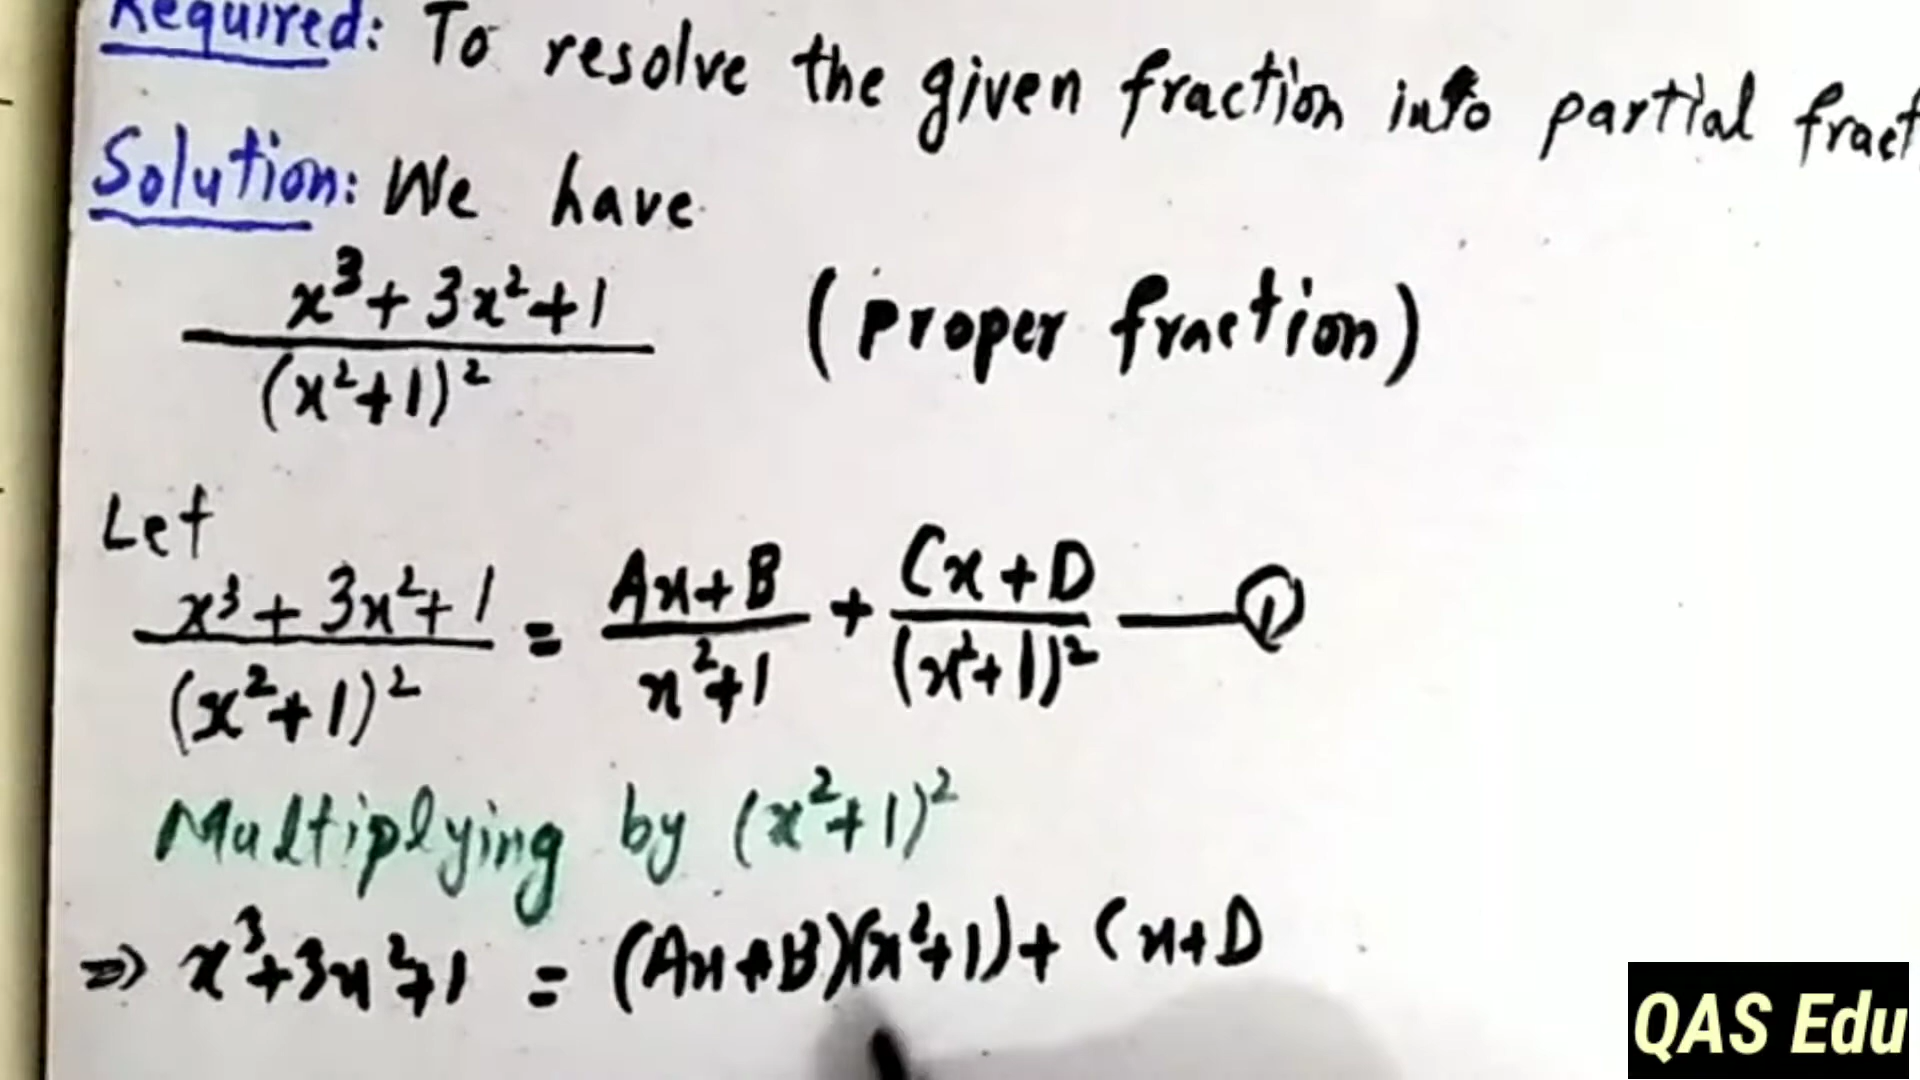 Required: To resolve the given fraction into partial fract
Solution: We have
x³ + 3x² + 1 / (x² + 1)² (Proper fraction)
Let
x³ + 3x² + 1 / (x² + 1)² = Ax + B / x² + 1 + Cx + D / (x² + 1)² — ①
Multiplying by (x² + 1)²
⇒ x³ + 3x² + 1 = (Ax + B)(x² + 1) + Cx + D
QAS Edu